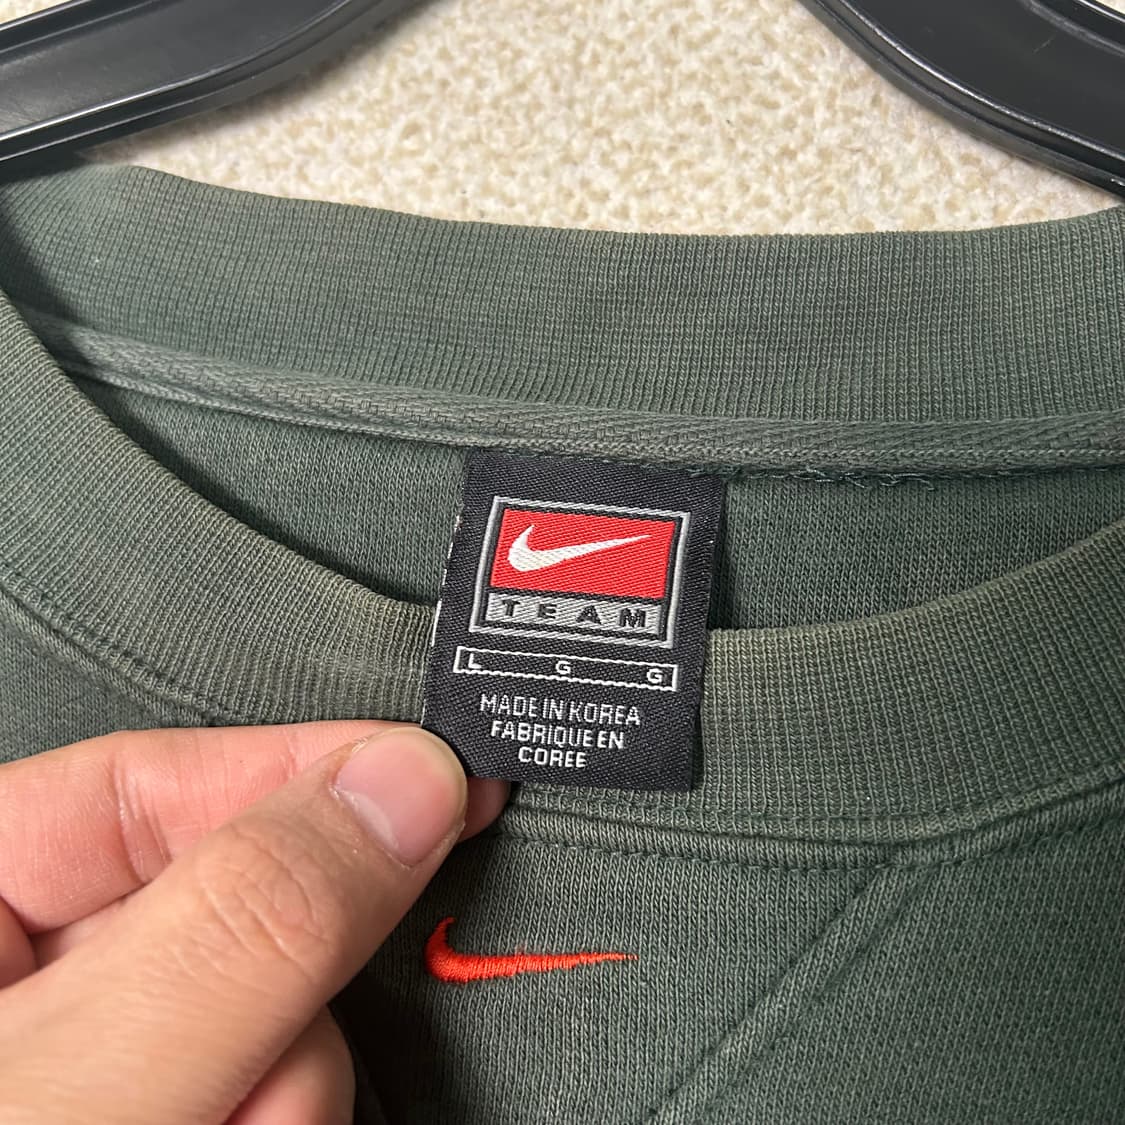 TEAM
L G G
MADE IN KOREA
FABRIQUE EN
COREE